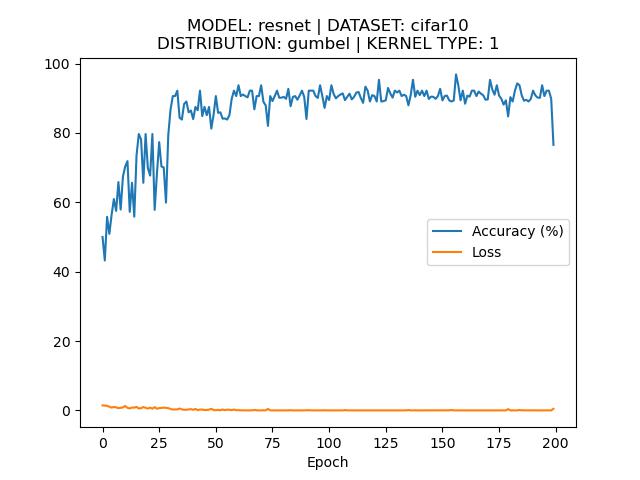 MODEL: resnet | DATASET: cifar10
DISTRIBUTION: gumbel | KERNEL TYPE: 1
100
80
60
40
20
0
Accuracy (%)
Loss
0 25 50 75 100 125 150 175 200
Epoch